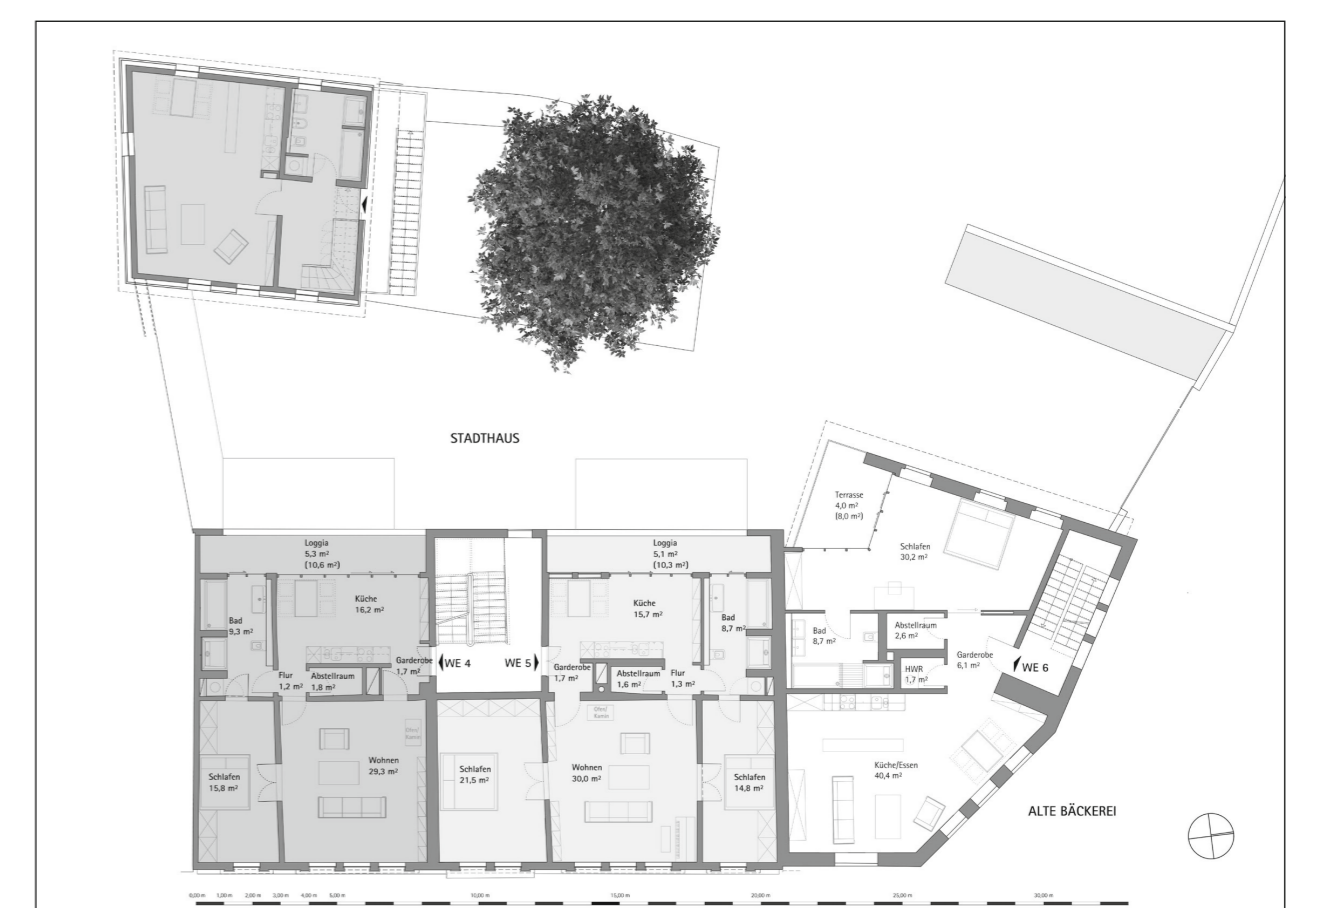 STADTHAUS
Terrasse
4,0 m²
(8,0 m²)
Schlafen
30,2 m²
Loggia
5,3 m²
(10,6 m²)
Loggia
5,1 m²
(10,3 m²)
Küche
16,2 m²
Küche
15,7 m²
Bad
9,3 m²
Bad
8,7 m²
Bad
8,7 m²
Abstellraum
2,6 m²
Garderobe
6,1 m²
HWR
1,7 m²
WE 6
Garderobe
1,7 m²
WE 4
WE 5
Garderobe
1,7 m²
Flur
1,2 m²
Abstellraum
1,8 m²
Abstellraum
1,6 m²
Flur
1,3 m²
Ofen/
Kamin
Ofen/
Kamin
Schlafen
15,8 m²
Wohnen
29,3 m²
Schlafen
21,5 m²
Wohnen
30,0 m²
Schlafen
14,8 m²
Küche/Essen
40,4 m²
ALTE BÄCKEREI
0,00 m 1,00 m 2,00 m 3,00 m 4,00 m 5,00 m 10,00 m 15,00 m 20,00 m 25,00 m 30,00 m